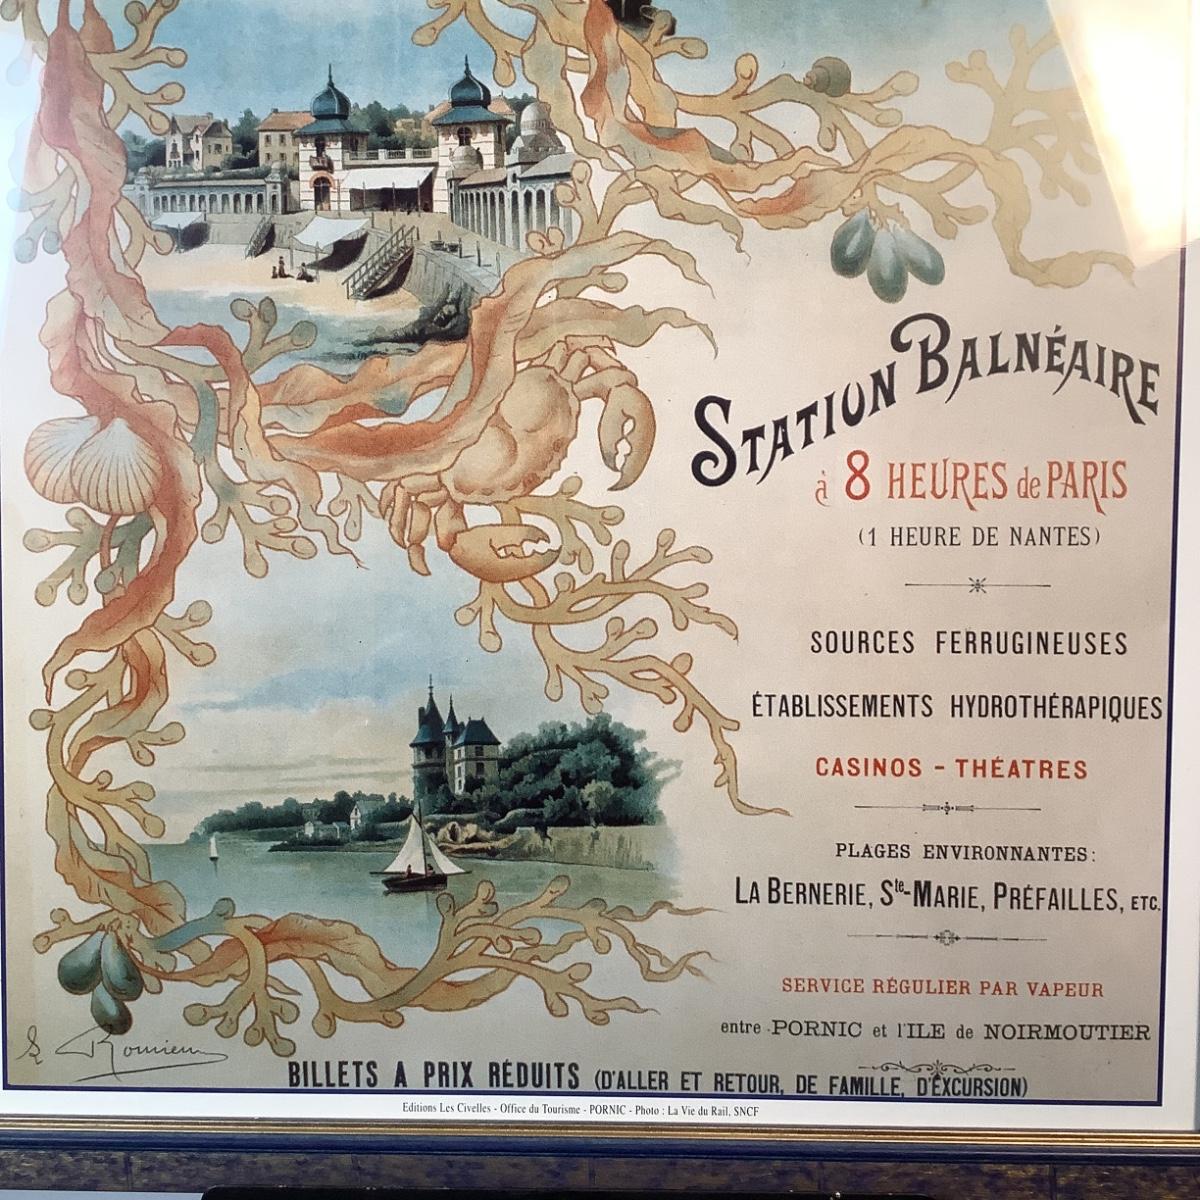 STATION BALNÉAIRE
à 8 HEURES de PARIS
(1 HEURE DE NANTES)
SOURCES FERRUGINEUSES
ÉTABLISSEMENTS HYDROTHÉRAPIQUES
CASINOS - THÉATRES
PLAGES ENVIRONNANTES:
LA BERNERIE, Ste-MARIE, PRÉFAILLES, ETC.
SERVICE RÉGULIER PAR VAPEUR
entre PORNIC et l'ILE de NOIRMOUTIER
BILLETS A PRIX RÉDUITS (D'ALLER ET RETOUR, DE FAMILLE, D'EXCURSION)
Editions Les Civelles - Office du Tourisme - PORNIC - Photo : La Vie du Rail, SNCF